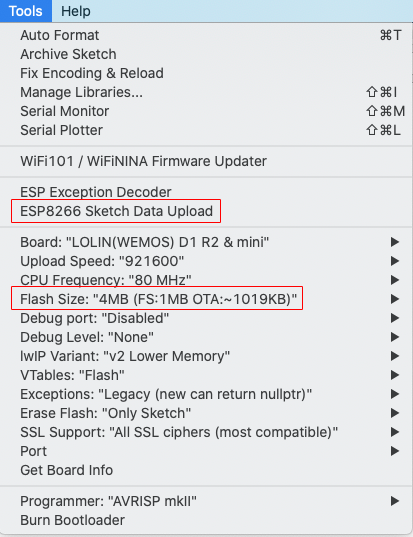 Tools Help
Auto Format ⌘T
Archive Sketch
Fix Encoding & Reload
Manage Libraries... ⇧⌘I
Serial Monitor ⇧⌘M
Serial Plotter ⇧⌘L
WiFi101 / WiFiNINA Firmware Updater
ESP Exception Decoder
ESP8266 Sketch Data Upload
Board: "LOLIN(WEMOS) D1 R2 & mini"
Upload Speed: "921600"
CPU Frequency: "80 MHz"
Flash Size: "4MB (FS:1MB OTA:~1019KB)"
Debug port: "Disabled"
Debug Level: "None"
lwIP Variant: "v2 Lower Memory"
VTables: "Flash"
Exceptions: "Legacy (new can return nullptr)"
Erase Flash: "Only Sketch"
SSL Support: "All SSL ciphers (most compatible)"
Port
Get Board Info
Programmer: "AVRISP mkII"
Burn Bootloader